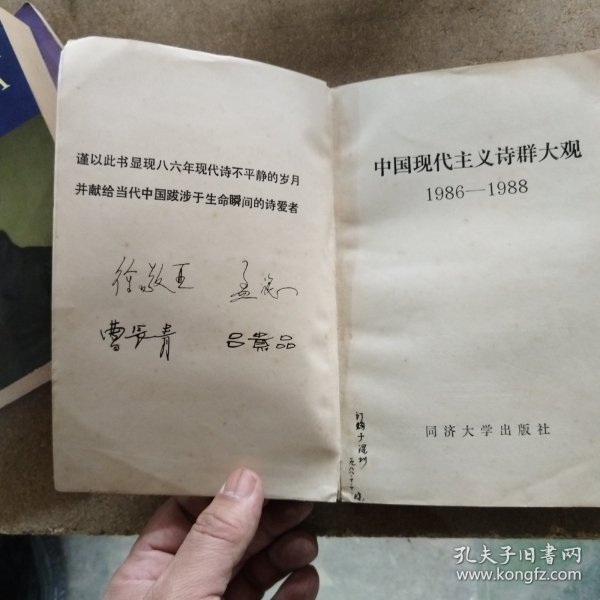 谨以此书显现八六年现代诗不平静的岁月
并献给当代中国跋涉于生命瞬间的诗爱者
徐敬亚
孟浪
曹长青
吕贵品
中国现代主义诗群大观
1986—1988
同济大学出版社
于深圳
孔夫子旧书网
www.kongfz.com